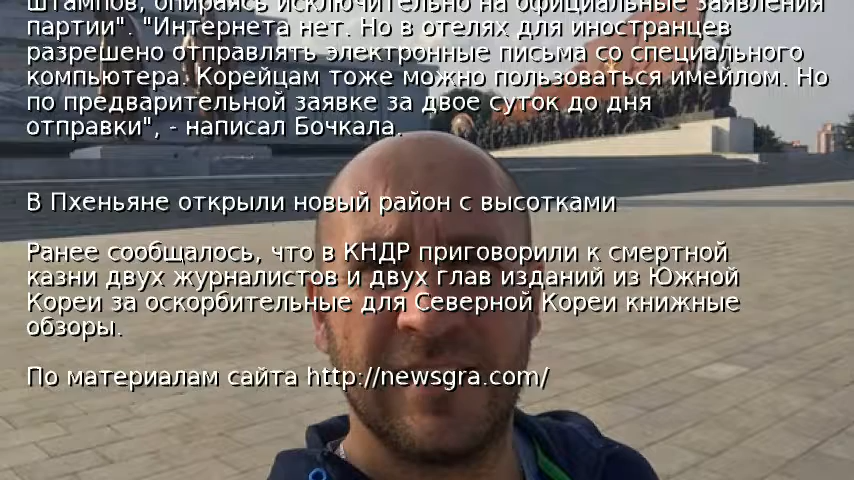 штампов, опираясь исключительно на официальные заявления
партии". "Интернета нет. Но в отелях для иностранцев
разрешено отправлять электронные письма со специального
компьютера. Корейцам тоже можно пользоваться имейлом. Но
по предварительной заявке за двое суток до дня
отправки", - написал Бочкала.
В Пхеньяне открыли новый район с высотками
Ранее сообщалось, что в КНДР приговорили к смертной
казни двух журналистов и двух глав изданий из Южной
Кореи за оскорбительные для Северной Кореи книжные
обзоры.
По материалам сайта http://newsgra.com/